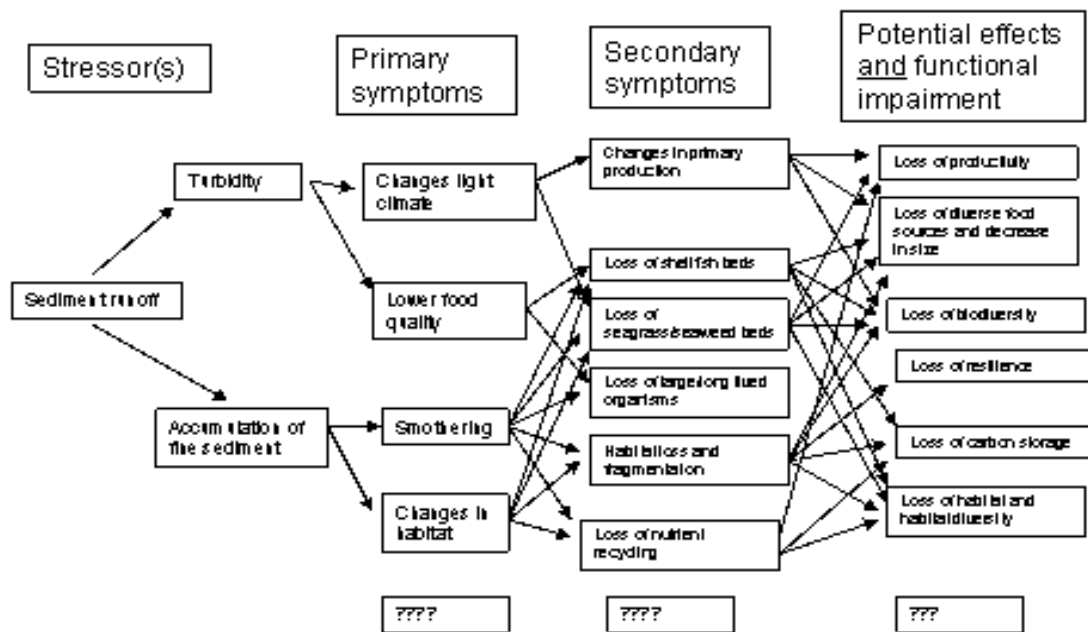 Stressor(s)
Primary
symptoms
Secondary
symptoms
Potential effects
and functional
impairment
Turbidity
Changes light
climate
Changes in primary
production
Loss of productivity
Loss of diverse food
sources and decrease
in size
Sediment runoff
Lower food
quality
Loss of shellfish beds
Loss of
seagrass/seaweed beds
Loss of biodiversity
Loss of resilience
Loss of large/long lived
organisms
Accumulation of
fine sediment
Smothering
Habitat loss and
fragmentation
Loss of carbon storage
Changes in
habitat
Loss of nutrient
recycling
Loss of habitat and
habitat diversity
????
????
???